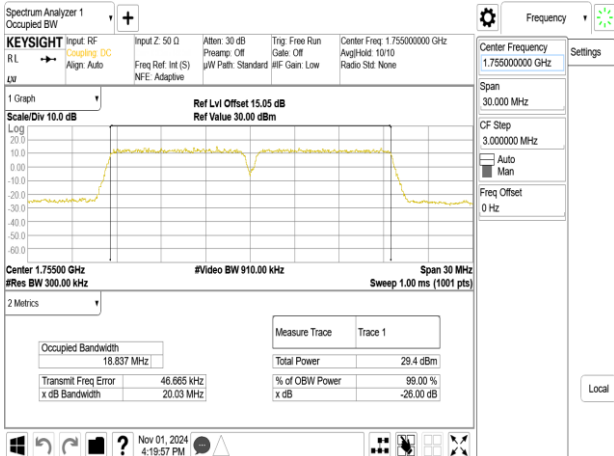 Spectrum Analyzer 1
Occupied BW
Frequency
KEYSIGHT
RL
Input: RF
Coupling: DC
Align: Auto
Input Z: 50 Ω
Freq Ref: Int (S)
NFE: Adaptive
Atten: 30 dB
Preamp: Off
µW Path: Standard
Trig: Free Run
Gate: Off
#IF Gain: Low
Center Freq: 1.755000000 GHz
Avg|Hold: 10/10
Radio Std: None
Center Frequency
1.755000000 GHz
Settings
Span
30.000 MHz
CF Step
3.000000 MHz
Auto
Man
Freq Offset
0 Hz
Local
1 Graph
Scale/Div 10.0 dB
Ref Lvl Offset 15.05 dB
Ref Value 30.00 dBm
Log
20.0
10.0
0.00
-10.0
-20.0
-30.0
-40.0
-50.0
-60.0
Center 1.75500 GHz
#Video BW 910.00 kHz
Span 30 MHz
#Res BW 300.00 kHz
Sweep 1.00 ms (1001 pts)
2 Metrics
Measure Trace
Trace 1
Occupied Bandwidth
18.837 MHz
Total Power
29.4 dBm
Transmit Freq Error
46.665 kHz
% of OBW Power
99.00 %
x dB Bandwidth
20.03 MHz
x dB
-26.00 dB
?
Nov 01, 2024
4:19:57 PM